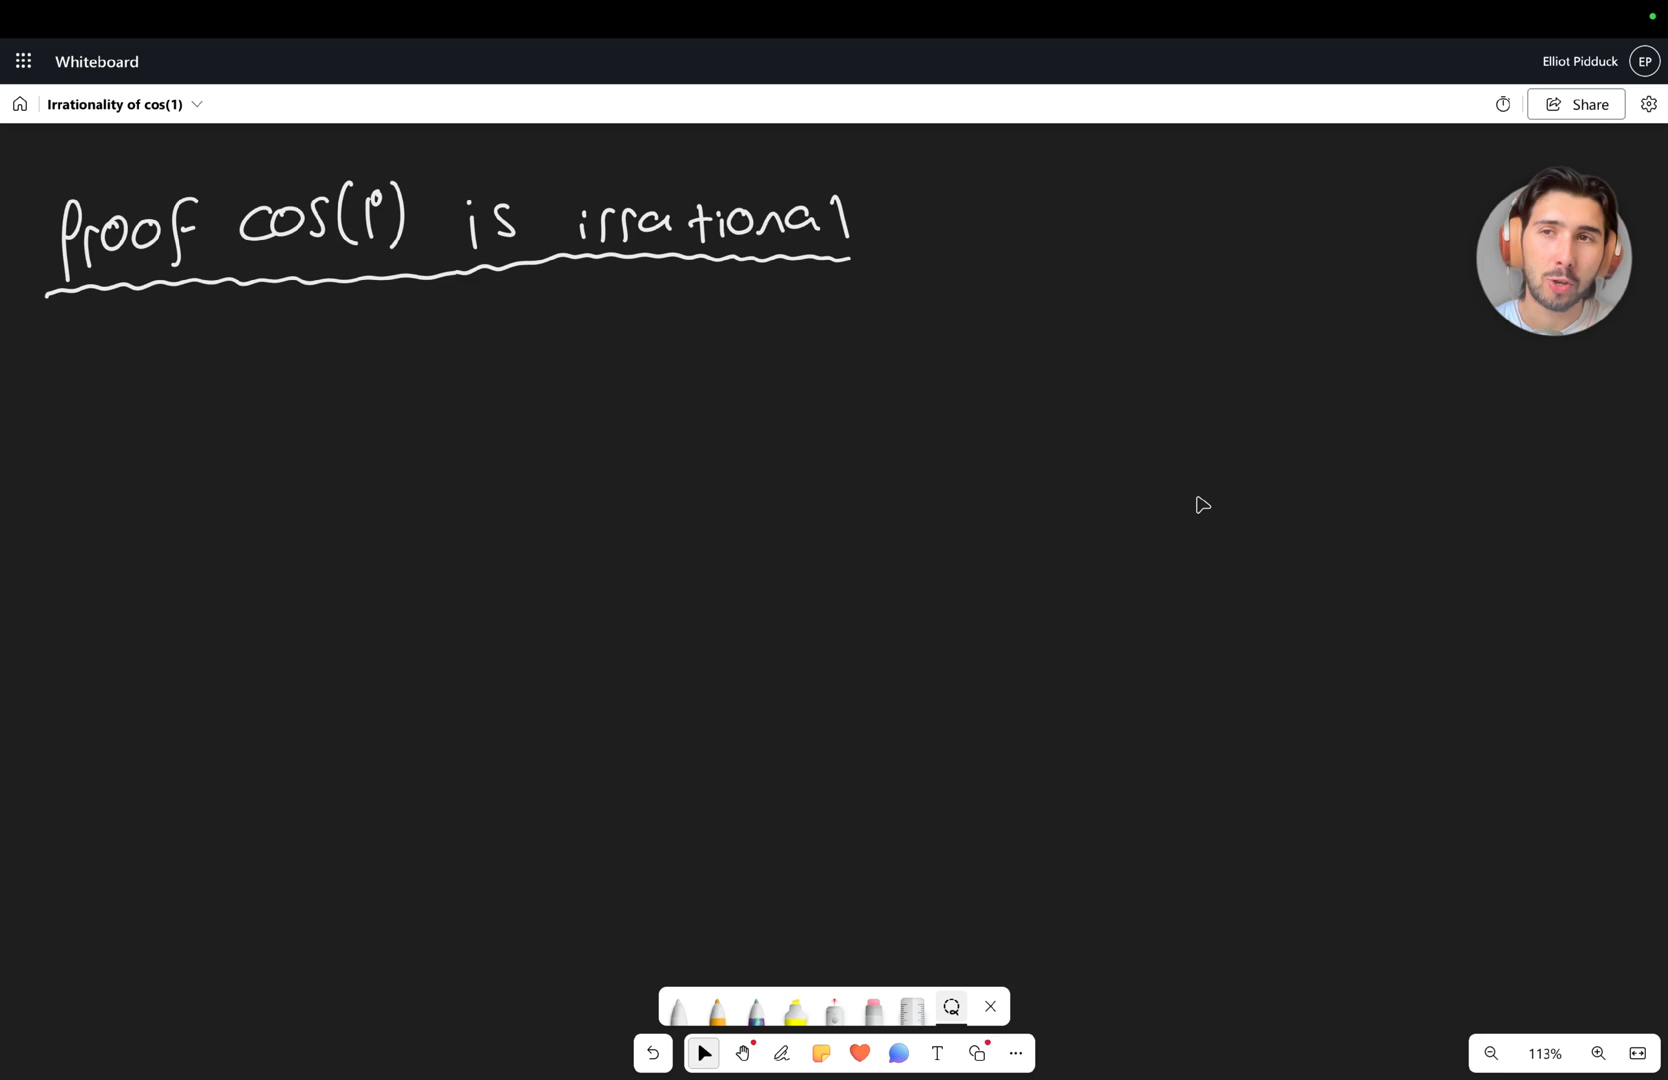 Whiteboard
Elliot Pidduck
EP
Irrationality of cos(1)
Share
Proof cos(1°) is irrational
T
113%